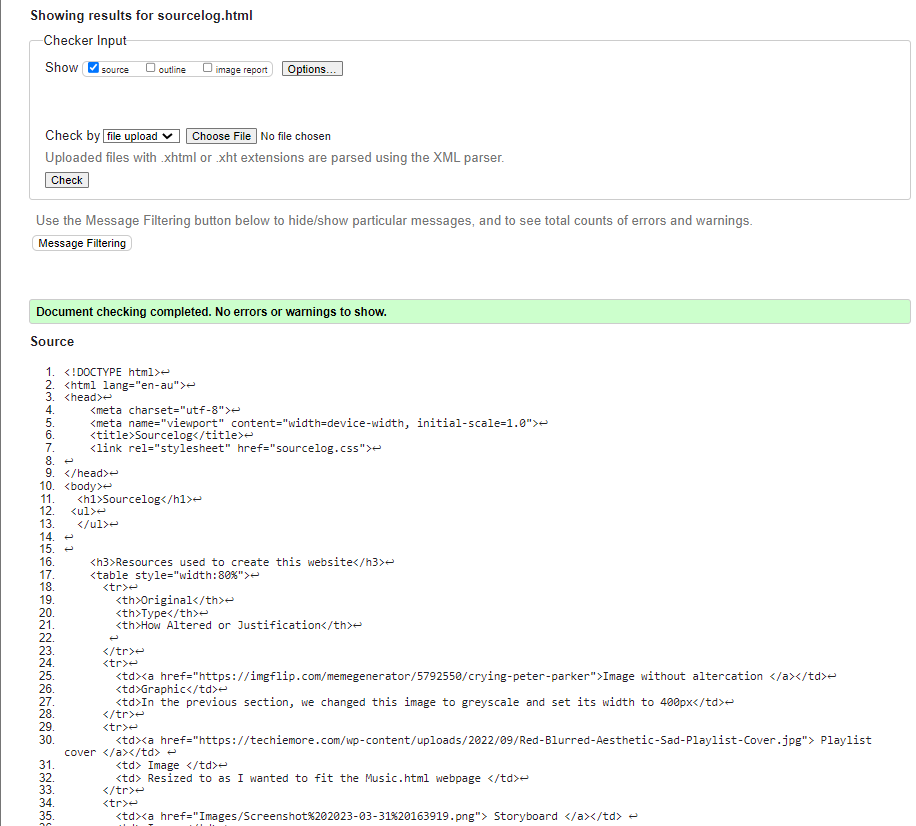 Showing results for sourcelog.html
Checker Input
Show source outline image report Options...
Check by file upload Choose File No file chosen
Uploaded files with .xhtml or .xht extensions are parsed using the XML parser.
Check
Use the Message Filtering button below to hide/show particular messages, and to see total counts of errors and warnings.
Message Filtering
Document checking completed. No errors or warnings to show.
Source
1. <!DOCTYPE html>↩
2. <html lang="en-au">↩
3. <head>↩
4.     <meta charset="utf-8">↩
5.     <meta name="viewport" content="width=device-width, initial-scale=1.0">↩
6.     <title>Sourcelog</title>↩
7.     <link rel="stylesheet" href="sourcelog.css">↩
8. ↩
9. </head>↩
10. <body>↩
11.   <h1>Sourcelog</h1>↩
12.  <ul>↩
13.   </ul>↩
14. ↩
15. ↩
16.     <h3>Resources used to create this website</h3>↩
17.     <table style="width:80%">↩
18.       <tr>↩
19.         <th>Original</th>↩
20.         <th>Type</th>↩
21.         <th>How Altered or Justification</th>↩
22.        ↩
23.       </tr>↩
24.       <tr>↩
25.         <td><a href="https://imgflip.com/memegenerator/5792550/crying-peter-parker">Image without altercation </a></td>↩
26.         <td>Graphic</td>↩
27.         <td>In the previous section, we changed this image to greyscale and set its width to 400px</td>↩
28.       </tr>↩
29.       <tr>↩
30.         <td><a href="https://techiemore.com/wp-content/uploads/2022/09/Red-Blurred-Aesthetic-Sad-Playlist-Cover.jpg"> Playlist
cover </a></td> ↩
31.         <td> Image </td>↩
32.         <td> Resized to as I wanted to fit the Music.html webpage </td>↩
33.       </tr>↩
34.       <tr>↩
35.         <td><a href="Images/Screenshot%202023-03-31%20163919.png"> Storyboard </a></td> ↩